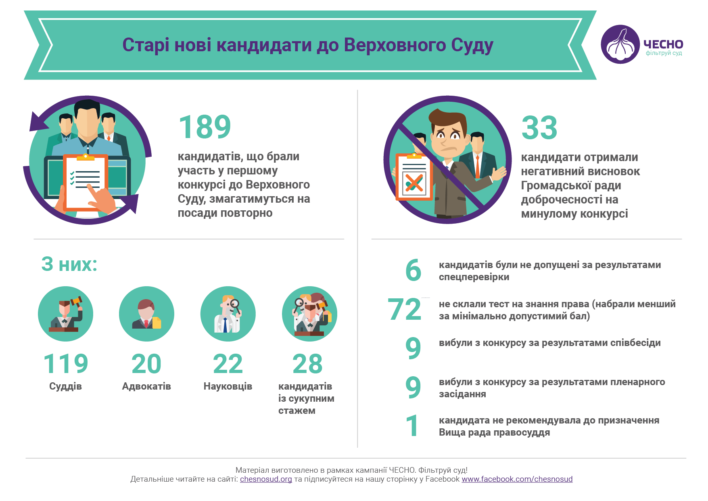 Старі нові кандидати до Верховного Суду
ЧЕСНО
фільтруй суд
189
кандидатів, що брали
участь у першому
конкурсі до Верховного
Суду, змагатимуться на
посади повторно
33
кандидати отримали
негативний висновок
Громадської ради
доброчесності на
минулому конкурсі
З них:
119
Суддів
20
Адвокатів
22
Науковців
28
кандидатів
із сукупним
стажем
6
кандидатів були не допущені за результатами
спецперевірки
72
не склали тест на знання права (набрали менший
за мінімально допустимий бал)
9
вибули з конкурсу за результатами співбесіди
9
вибули з конкурсу за результатами пленарного
засідання
1
кандидата не рекомендувала до призначення
Вища рада правосуддя
Матеріал виготовлено в рамках кампанії ЧЕСНО. Фільтруй суд!
Детальніше читайте на сайті: chesnosud.org та підписуйтеся на нашу сторінку у Facebook www.facebook.com/chesnosud